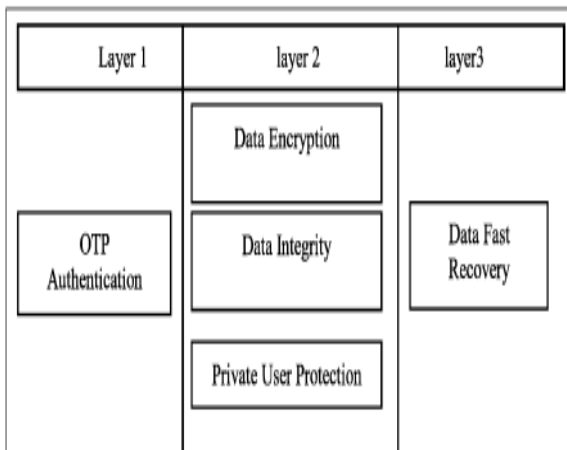 Layer 1
layer 2
layer3
OTP
Authentication
Data Encryption
Data Integrity
Private User Protection
Data Fast
Recovery